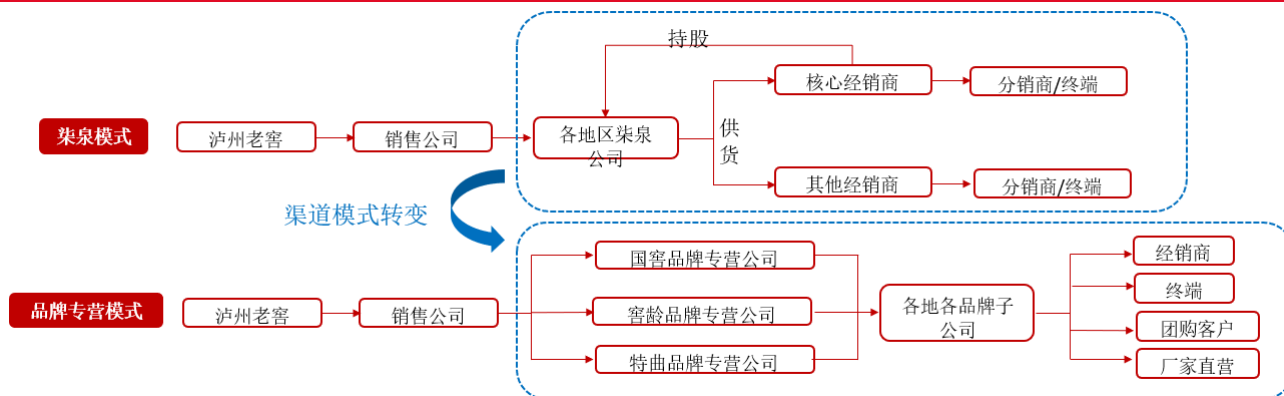 持股
核心经销商
分销商/终端
柒泉模式
泸州老窖
销售公司
各地区柒泉
公司
供
货
其他经销商
分销商/终端
渠道模式转变
国窖品牌专营公司
经销商
品牌专营模式
泸州老窖
销售公司
窖龄品牌专营公司
各地各品牌子
公司
终端
团购客户
特曲品牌专营公司
厂家直营